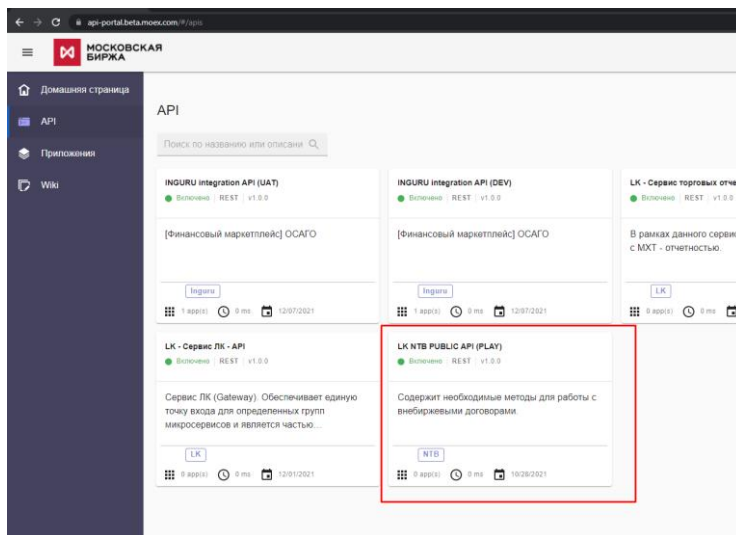 api-portal.beta.moex.com/#/apis
МОСКОВСКАЯ
БИРЖА
Домашняя страница
API
Приложения
Wiki
API
Поиск по названию или описани
INGURU integration API (UAT)
Включено | REST | v1.0.0
[Финансовый маркетплейс] ОСАГО
Inguru
1 app(s) 0 ms 12/07/2021
INGURU integration API (DEV)
Включено | REST | v1.0.0
[Финансовый маркетплейс] ОСАГО
Inguru
1 app(s) 0 ms 12/07/2021
LK - Сервис торговых отче
Включено | REST | v1.0.0
В рамках данного сервис
с МХТ - отчетностью.
LK
0 app(s) 0 ms
LK - Сервис ЛК - API
Включено | REST | v1.0.0
Сервис ЛК (Gateway). Обеспечивает единую
точку входа для определенных групп
микросервисов и является частью...
LK
0 app(s) 0 ms 12/01/2021
LK NTB PUBLIC API (PLAY)
Включено | REST | v1.0.0
Содержит необходимые методы для работы с
внебиржевыми договорами.
NTB
0 app(s) 0 ms 10/28/2021